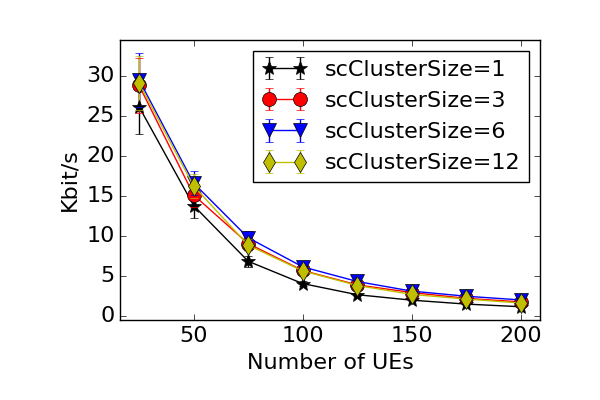 30
25
20
15
10
5
0
Kbit/s
scClusterSize=1
scClusterSize=3
scClusterSize=6
scClusterSize=12
50 100 150 200
Number of UEs